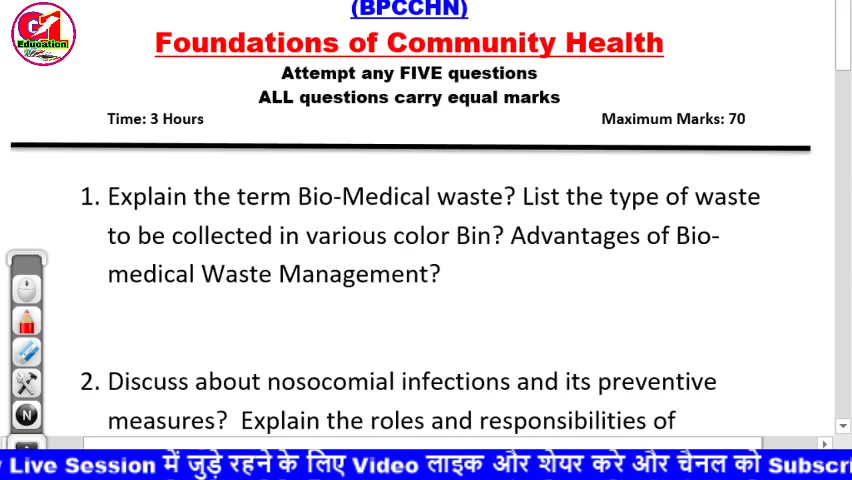 (BPCCHN)
G1
Education
Foundations of Community Health
Attempt any FIVE questions
ALL questions carry equal marks
Time: 3 Hours
Maximum Marks: 70
1. Explain the term Bio-Medical waste? List the type of waste
to be collected in various color Bin? Advantages of Bio-
medical Waste Management?
2. Discuss about nosocomial infections and its preventive
measures? Explain the roles and responsibilities of
N
Live Session में जुड़े रहने के लिए Video लाइक और शेयर करे और चैनल को